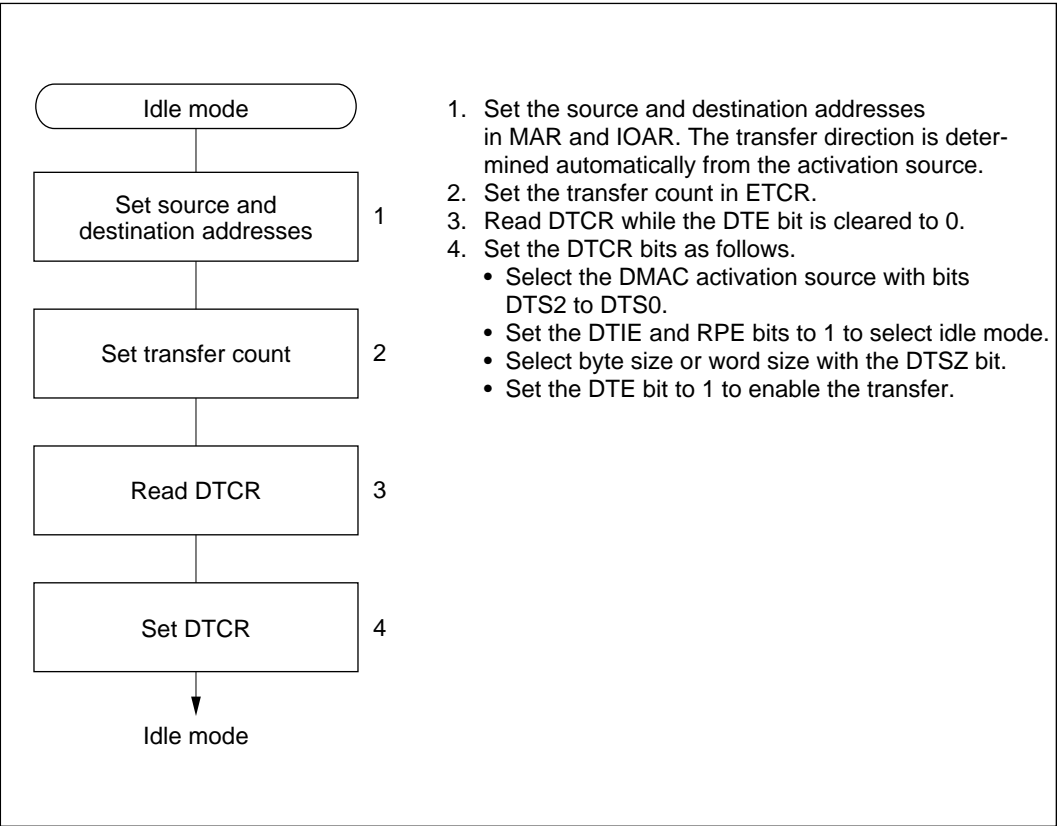 Idle mode
Set source and
destination addresses
1
Set transfer count
2
Read DTCR
3
Set DTCR
4
Idle mode
1. Set the source and destination addresses
in MAR and IOAR. The transfer direction is deter-
mined automatically from the activation source.
2. Set the transfer count in ETCR.
3. Read DTCR while the DTE bit is cleared to 0.
4. Set the DTCR bits as follows.
• Select the DMAC activation source with bits
DTS2 to DTS0.
• Set the DTIE and RPE bits to 1 to select idle mode.
• Select byte size or word size with the DTSZ bit.
• Set the DTE bit to 1 to enable the transfer.